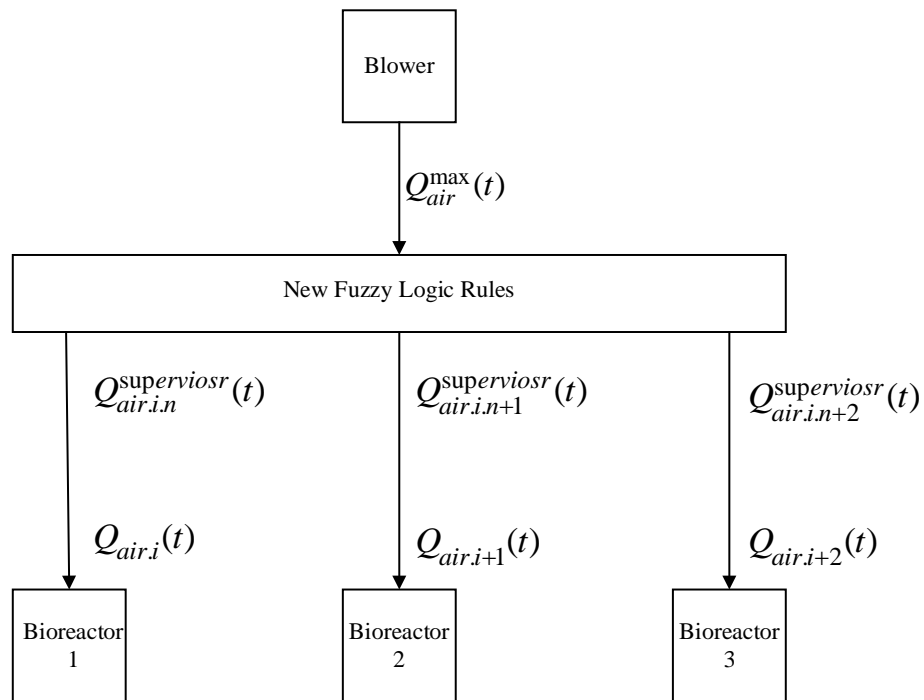 Blower
Q_{air}^{max}(t)
New Fuzzy Logic Rules
Q_{air.i.n}^{superviosr}(t)
Q_{air.i.n+1}^{superviosr}(t)
Q_{air.i.n+2}^{superviosr}(t)
Q_{air.i}(t)
Q_{air.i+1}(t)
Q_{air.i+2}(t)
Bioreactor
1
Bioreactor
2
Bioreactor
3